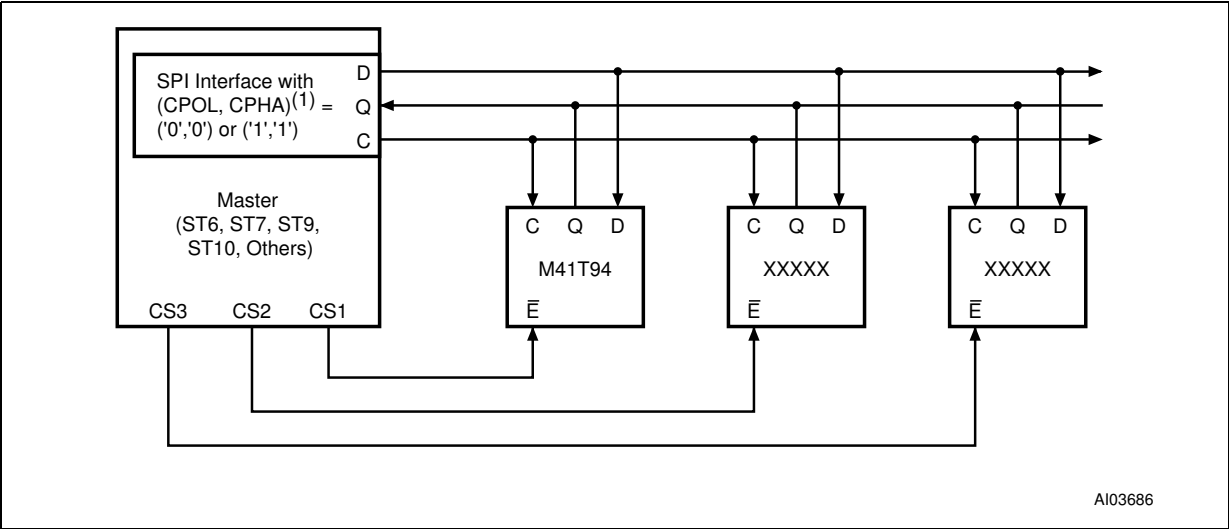 SPI Interface with
(CPOL, CPHA)(1) =
('0','0') or ('1','1')
D
Q
C
Master
(ST6, ST7, ST9,
ST10, Others)
CS3 CS2 CS1
C Q D
M41T94
E̅
C Q D
XXXXX
E̅
C Q D
XXXXX
E̅
AI03686